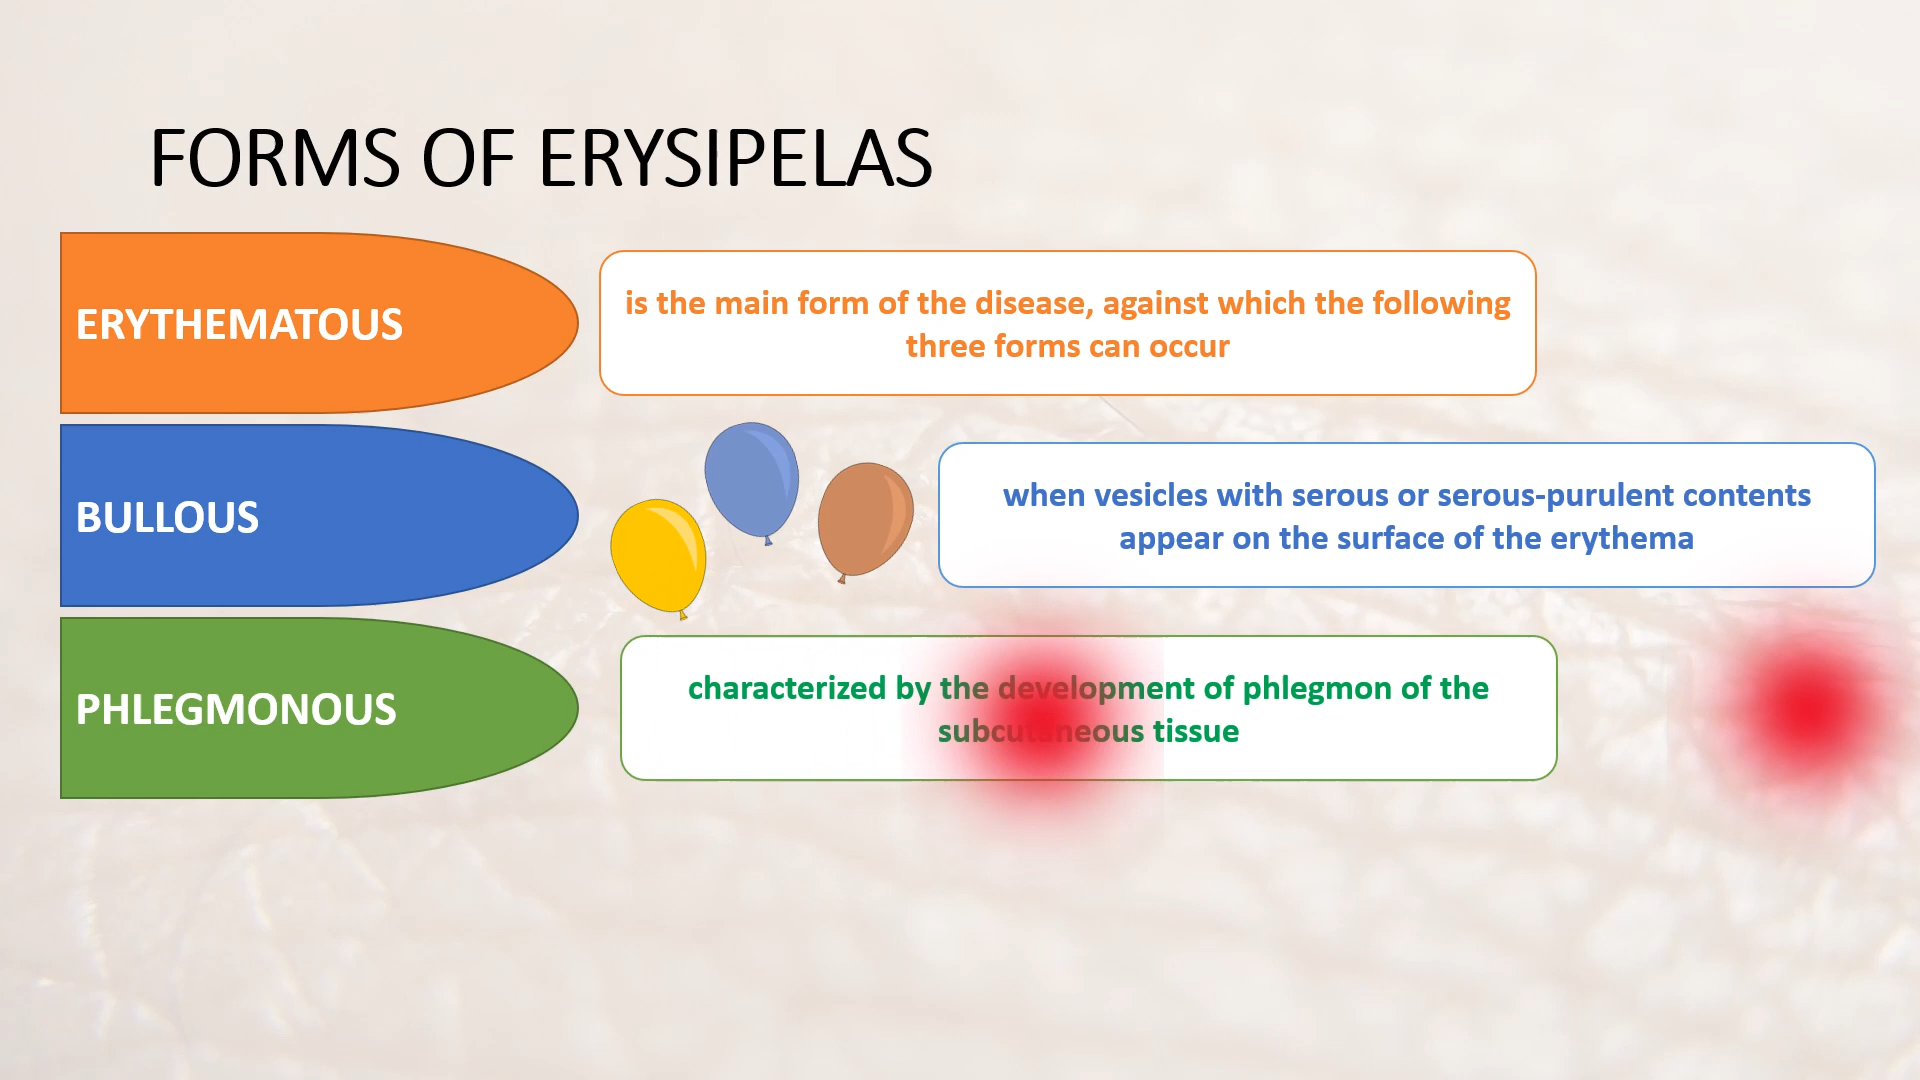 FORMS OF ERYSIPELAS
ERYTHEMATOUS
is the main form of the disease, against which the following
three forms can occur
BULLOUS
when vesicles with serous or serous-purulent contents
appear on the surface of the erythema
PHLEGMONOUS
characterized by the development of phlegmon of the
subcutaneous tissue